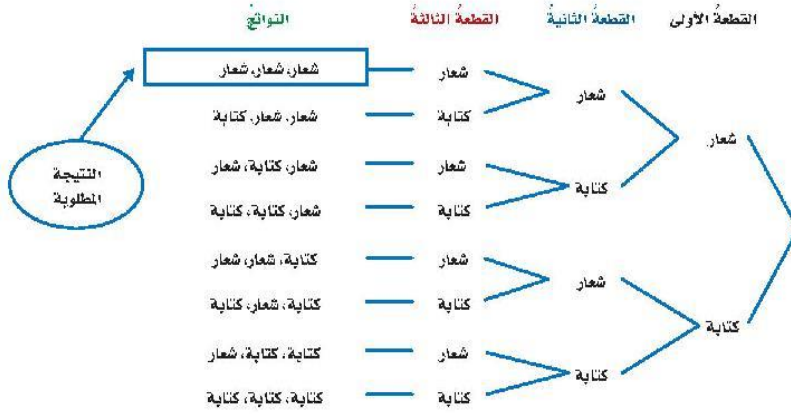 القطعةُ الأولى القطعةُ الثانيةُ القطعةُ الثالثةُ النواتجُ
شعار شعار، شعار، شعار
شعار
كتابة شعار، شعار، كتابة
شعار
شعار شعار، كتابة، شعار
النتيجة
كتابة
المطلوبة
كتابة شعار، كتابة، كتابة
شعار كتابة، شعار، شعار
شعار
كتابة كتابة، شعار، كتابة
كتابة
شعار كتابة، كتابة، شعار
كتابة
كتابة كتابة، كتابة، كتابة